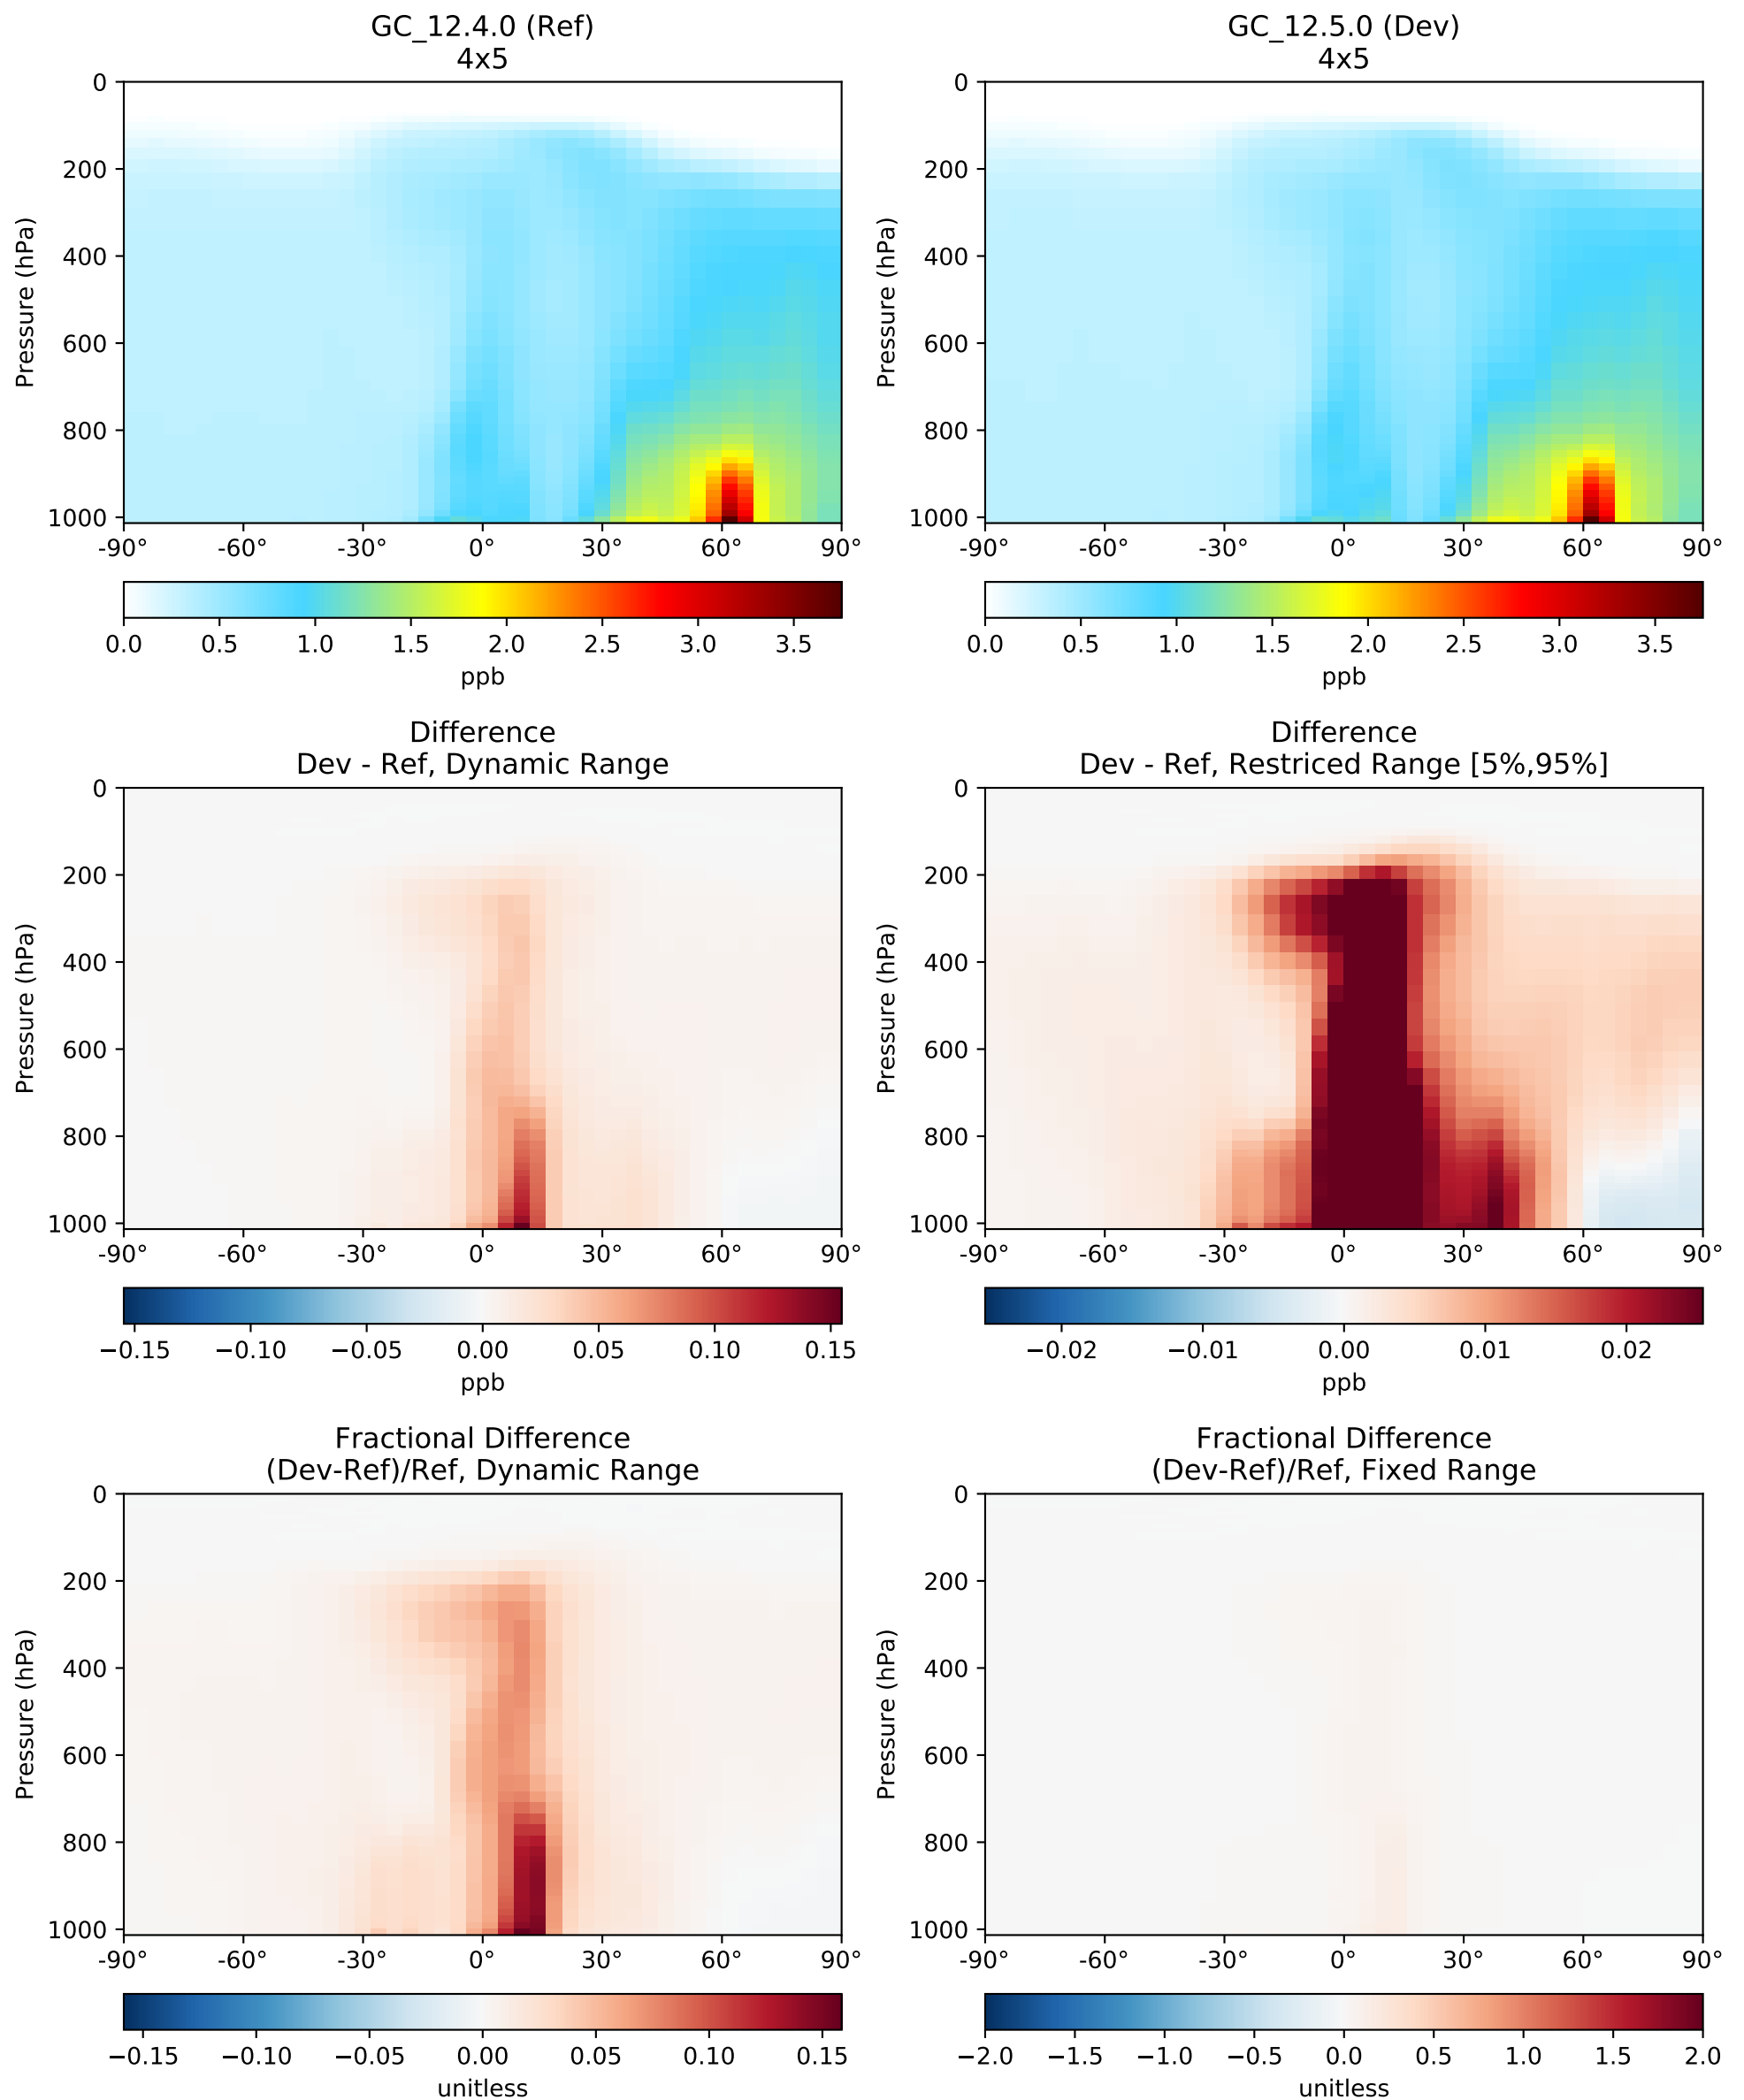 GC_12.4.0 (Ref)
4x5
GC_12.5.0 (Dev)
4x5
Pressure (hPa)
0
200
400
600
800
1000
-90° -60° -30° 0° 30° 60° 90°
Pressure (hPa)
0
200
400
600
800
1000
-90° -60° -30° 0° 30° 60° 90°
0.0 0.5 1.0 1.5 2.0 2.5 3.0 3.5
ppb
0.0 0.5 1.0 1.5 2.0 2.5 3.0 3.5
ppb
Difference
Dev - Ref, Dynamic Range
Difference
Dev - Ref, Restriced Range [5%,95%]
Pressure (hPa)
0
200
400
600
800
1000
-90° -60° -30° 0° 30° 60° 90°
Pressure (hPa)
0
200
400
600
800
1000
-90° -60° -30° 0° 30° 60° 90°
−0.15 −0.10 −0.05 0.00 0.05 0.10 0.15
ppb
−0.02 −0.01 0.00 0.01 0.02
ppb
Fractional Difference
(Dev-Ref)/Ref, Dynamic Range
Fractional Difference
(Dev-Ref)/Ref, Fixed Range
Pressure (hPa)
0
200
400
600
800
1000
-90° -60° -30° 0° 30° 60° 90°
Pressure (hPa)
0
200
400
600
800
1000
-90° -60° -30° 0° 30° 60° 90°
−0.15 −0.10 −0.05 0.00 0.05 0.10 0.15
unitless
−2.0 −1.5 −1.0 −0.5 0.0 0.5 1.0 1.5 2.0
unitless